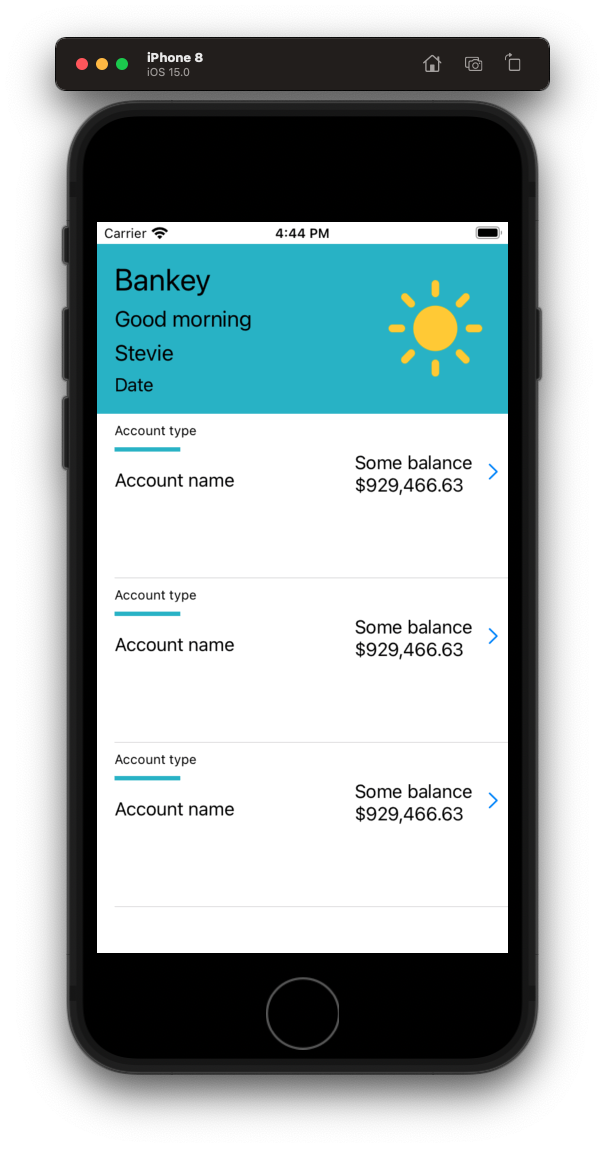 iPhone 8
iOS 15.0
Carrier 4:44 PM
Bankey
Good morning
Stevie
Date
Account type
Account name
Some balance
$929,466.63
Account type
Account name
Some balance
$929,466.63
Account type
Account name
Some balance
$929,466.63